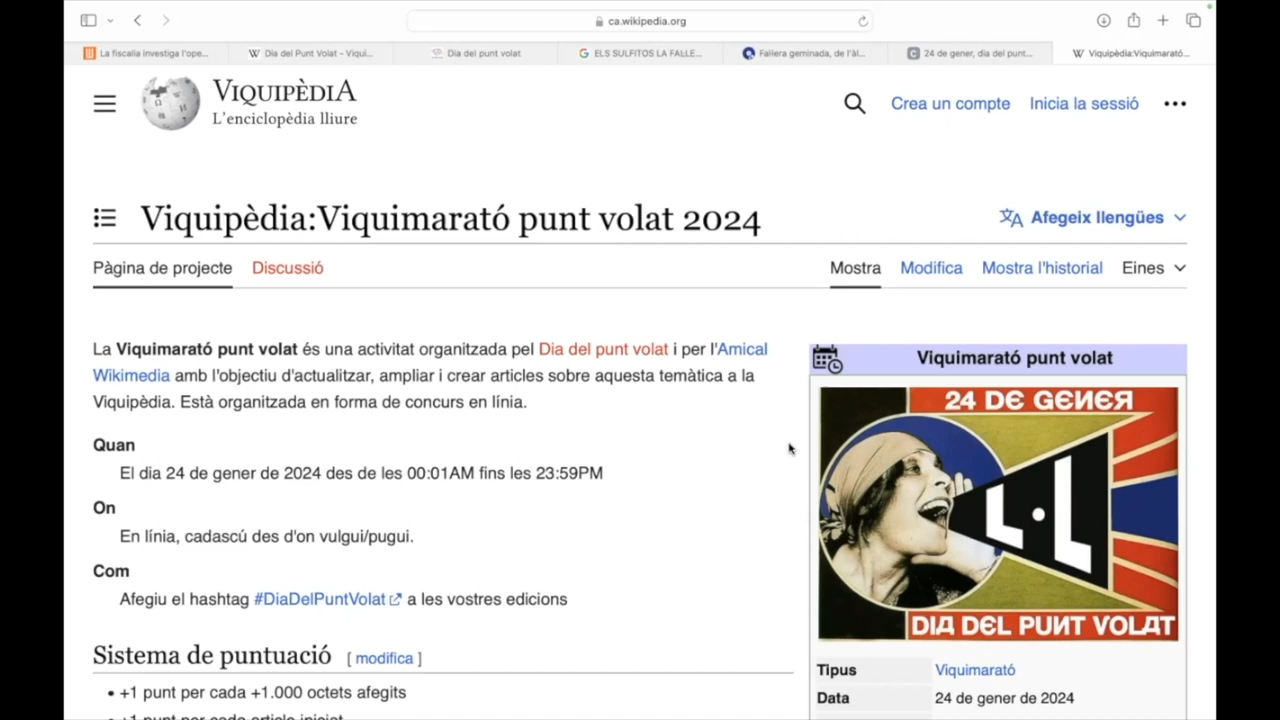 ca.wikipedia.org
La fiscalia investiga l'ope...
Dia del Punt Volat - Viqui...
Dia del punt volat
ELS SULFITOS LA FALLE...
Fal·lera geminada, de l'àl...
24 de gener, dia del punt...
Viquipèdia:Viquimarató...
VIQUIPÈDIA
L'enciclopèdia lliure
Crea un compte
Inicia la sessió
Viquipèdia:Viquimarató punt volat 2024
Afegeix llengües
Pàgina de projecte
Discussió
Mostra
Modifica
Mostra l'historial
Eines
La Viquimarató punt volat és una activitat organitzada pel Dia del punt volat i per l'Amical
Wikimedia amb l'objectiu d'actualitzar, ampliar i crear articles sobre aquesta temàtica a la
Viquipèdia. Està organitzada en forma de concurs en línia.
Quan
El dia 24 de gener de 2024 des de les 00:01AM fins les 23:59PM
On
En línia, cadascú des d'on vulgui/pugui.
Com
Afegiu el hashtag #DiaDelPuntVolat a les vostres edicions
Sistema de puntuació [ modifica ]
• +1 punt per cada +1.000 octets afegits
• +1 punt per cada article iniciat
Viquimarató punt volat
24 DE GENER
L·L
DIA DEL PUNT VOLAT
Tipus Viquimarató
Data 24 de gener de 2024